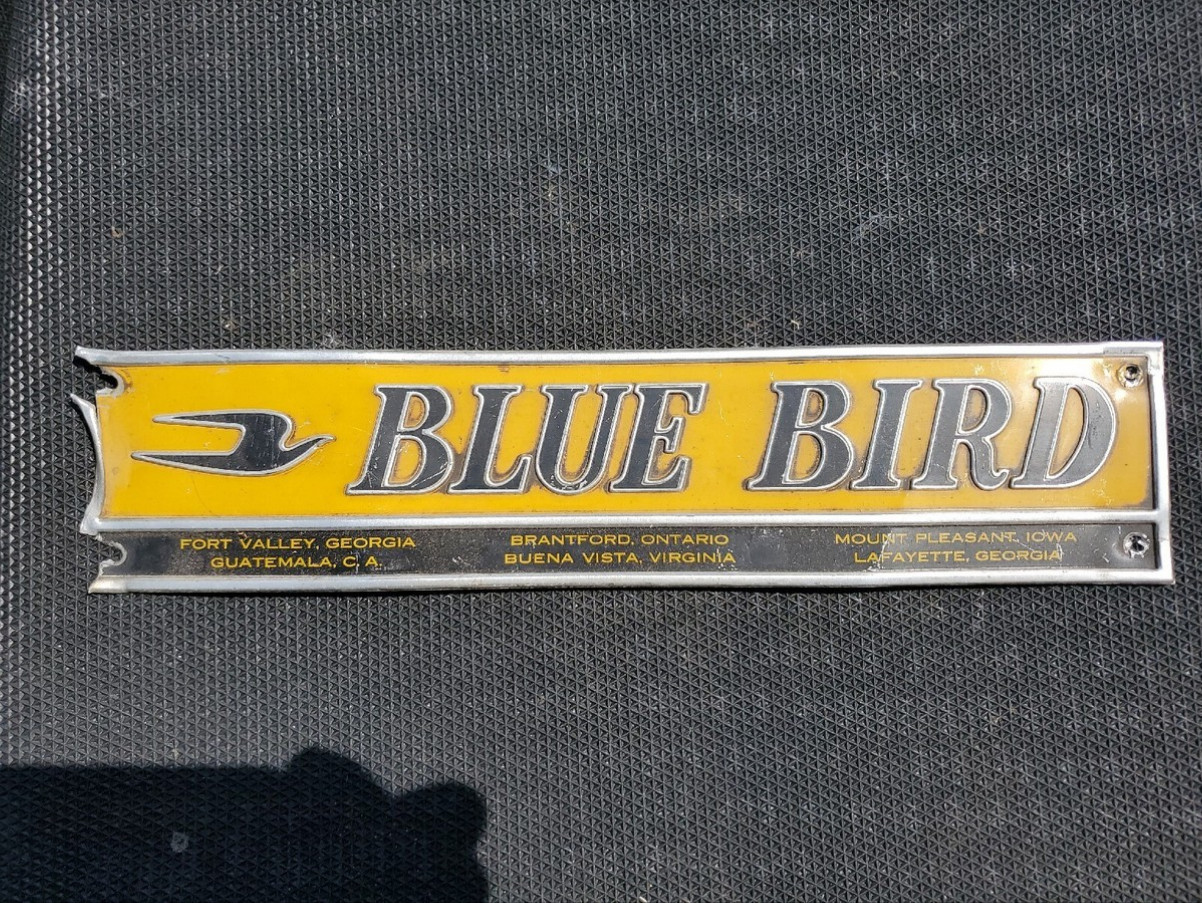 BLUE BIRD
FORT VALLEY, GEORGIA
GUATEMALA, C. A.
BRANTFORD, ONTARIO
BUENA VISTA, VIRGINIA
MOUNT PLEASANT, IOWA
LAFAYETTE, GEORGIA